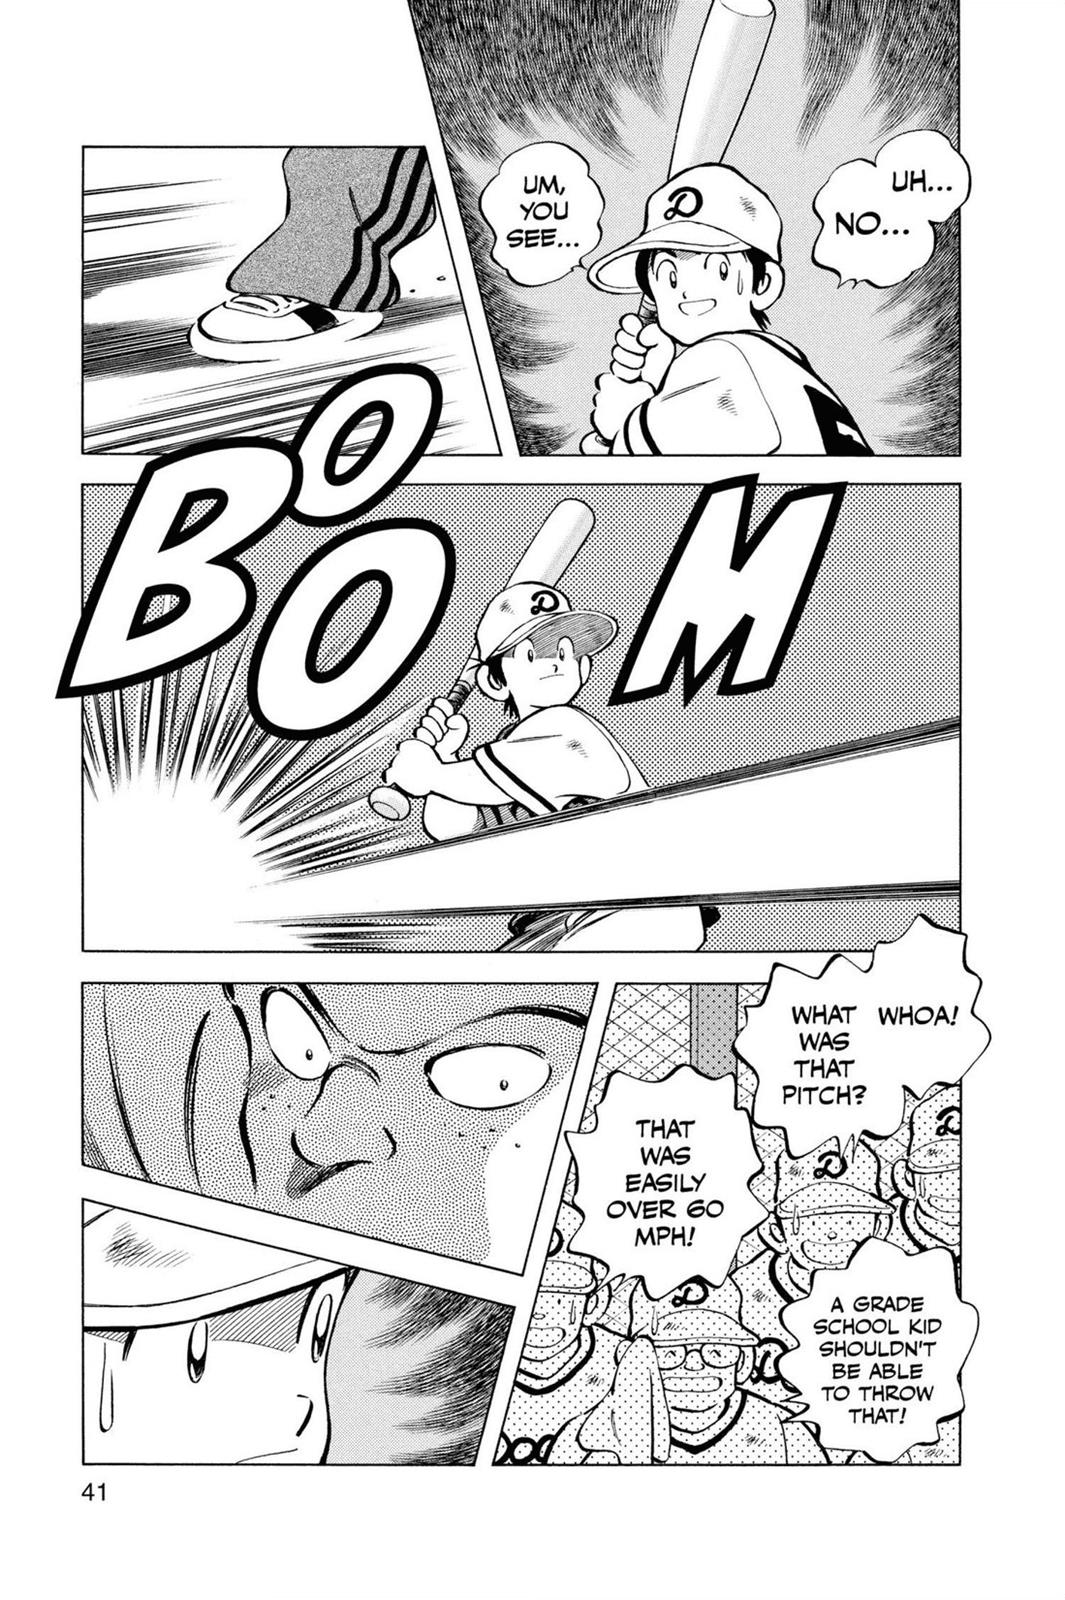 UH...
NO...
UM,
YOU
SEE...
D
BOOM
D
WHOA!
WHAT
WAS
THAT
PITCH?
THAT
WAS
EASILY
OVER 60
MPH!
D
D
D
A GRADE
SCHOOL KID
SHOULDN'T
BE ABLE
TO THROW
THAT!
41